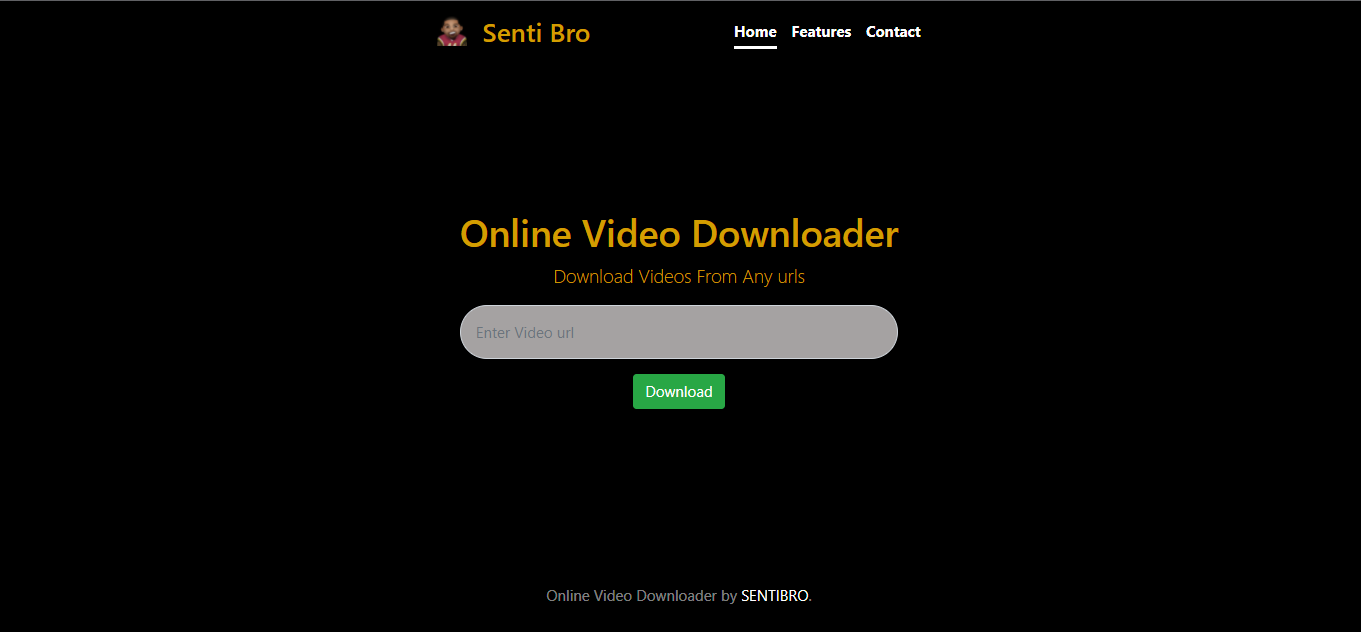 Senti Bro
Home Features Contact
Online Video Downloader
Download Videos From Any urls
Enter Video url
Download
Online Video Downloader by SENTIBRO.